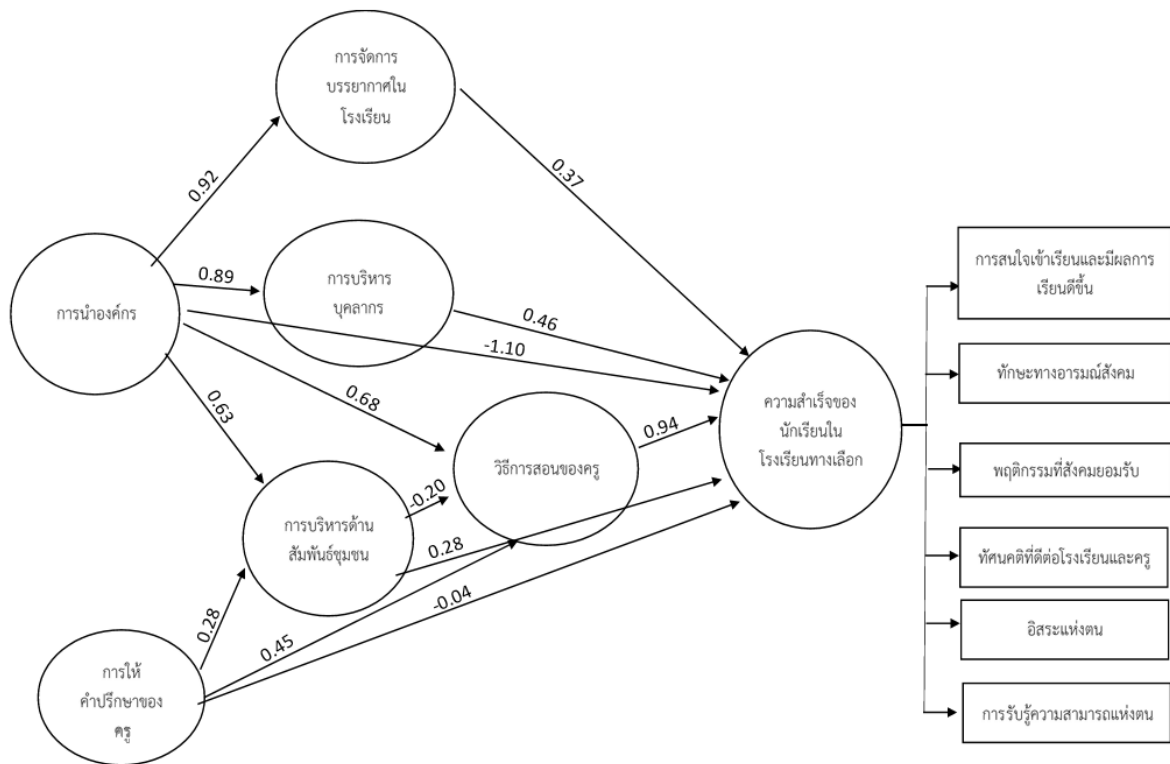 การจัดการ
บรรยากาศใน
โรงเรียน
0.92
0.37
การนำองค์กร
0.89
การบริหาร
บุคลากร
0.46
-1.10
0.68
0.63
ความสำเร็จของ
นักเรียนใน
โรงเรียนทางเลือก
0.94
วิธีการสอนของครู
-0.20
การบริหารด้าน
สัมพันธ์ชุมชน
0.28
-0.04
0.45
0.28
การให้
คำปรึกษาของ
ครู
การสนใจเข้าเรียนและมีผลการ
เรียนดีขึ้น
ทักษะทางอารมณ์สังคม
พฤติกรรมที่สังคมยอมรับ
ทัศนคติที่ดีต่อโรงเรียนและครู
อิสระแห่งตน
การรับรู้ความสามารถแห่งตน